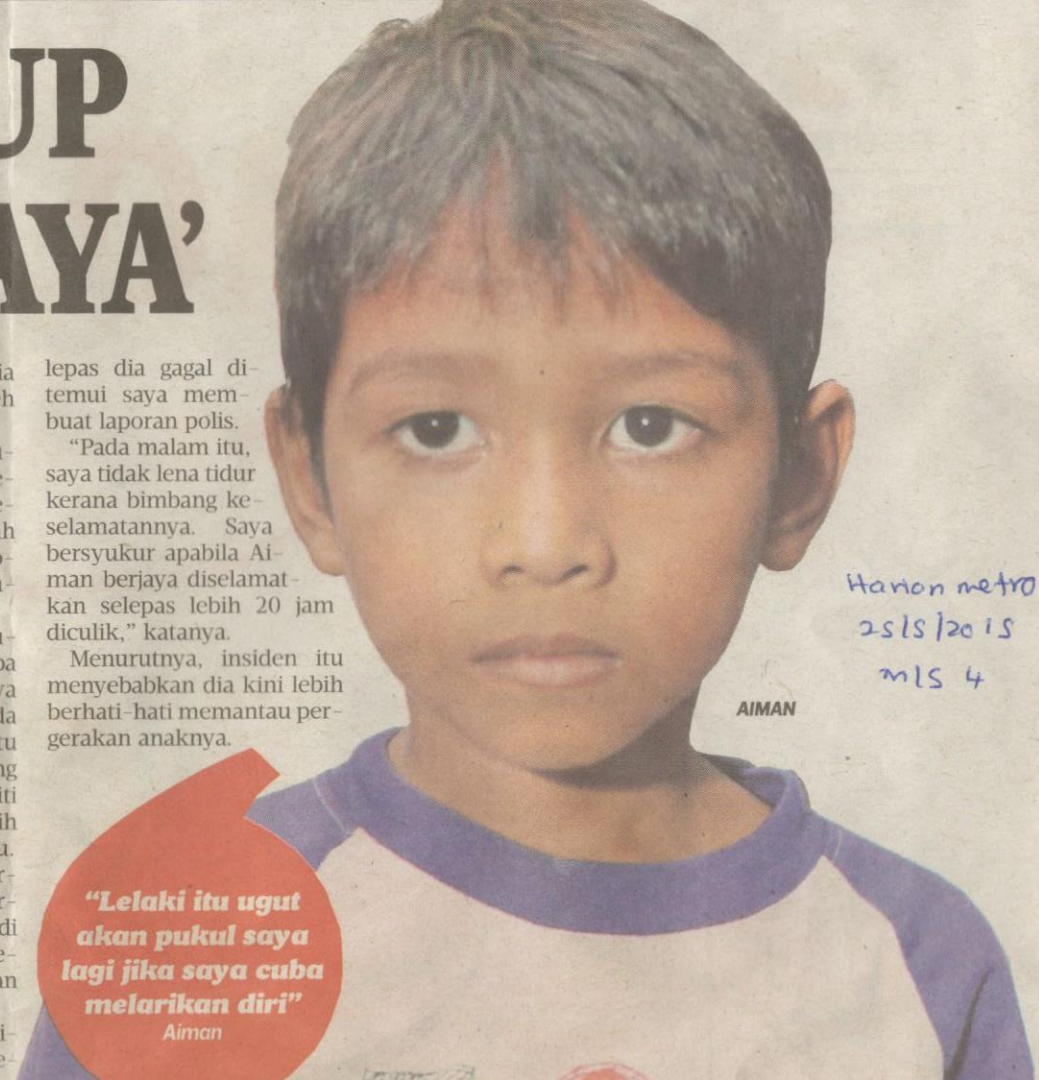 UP
AYA’
lepas dia gagal di-
temui saya mem-
buat laporan polis.
“Pada malam itu,
saya tidak lena tidur
kerana bimbang ke-
selamatannya. Saya
bersyukur apabila Ai-
man berjaya diselamat-
kan selepas lebih 20 jam
diculik,” katanya.
Menurutnya, insiden itu
menyebabkan dia kini lebih
berhati-hati memantau per-
gerakan anaknya.
“Lelaki itu ugut
akan pukul saya
lagi jika saya cuba
melarikan diri”
Aiman
AIMAN
Harian metro
25/5/2015
m/s 4